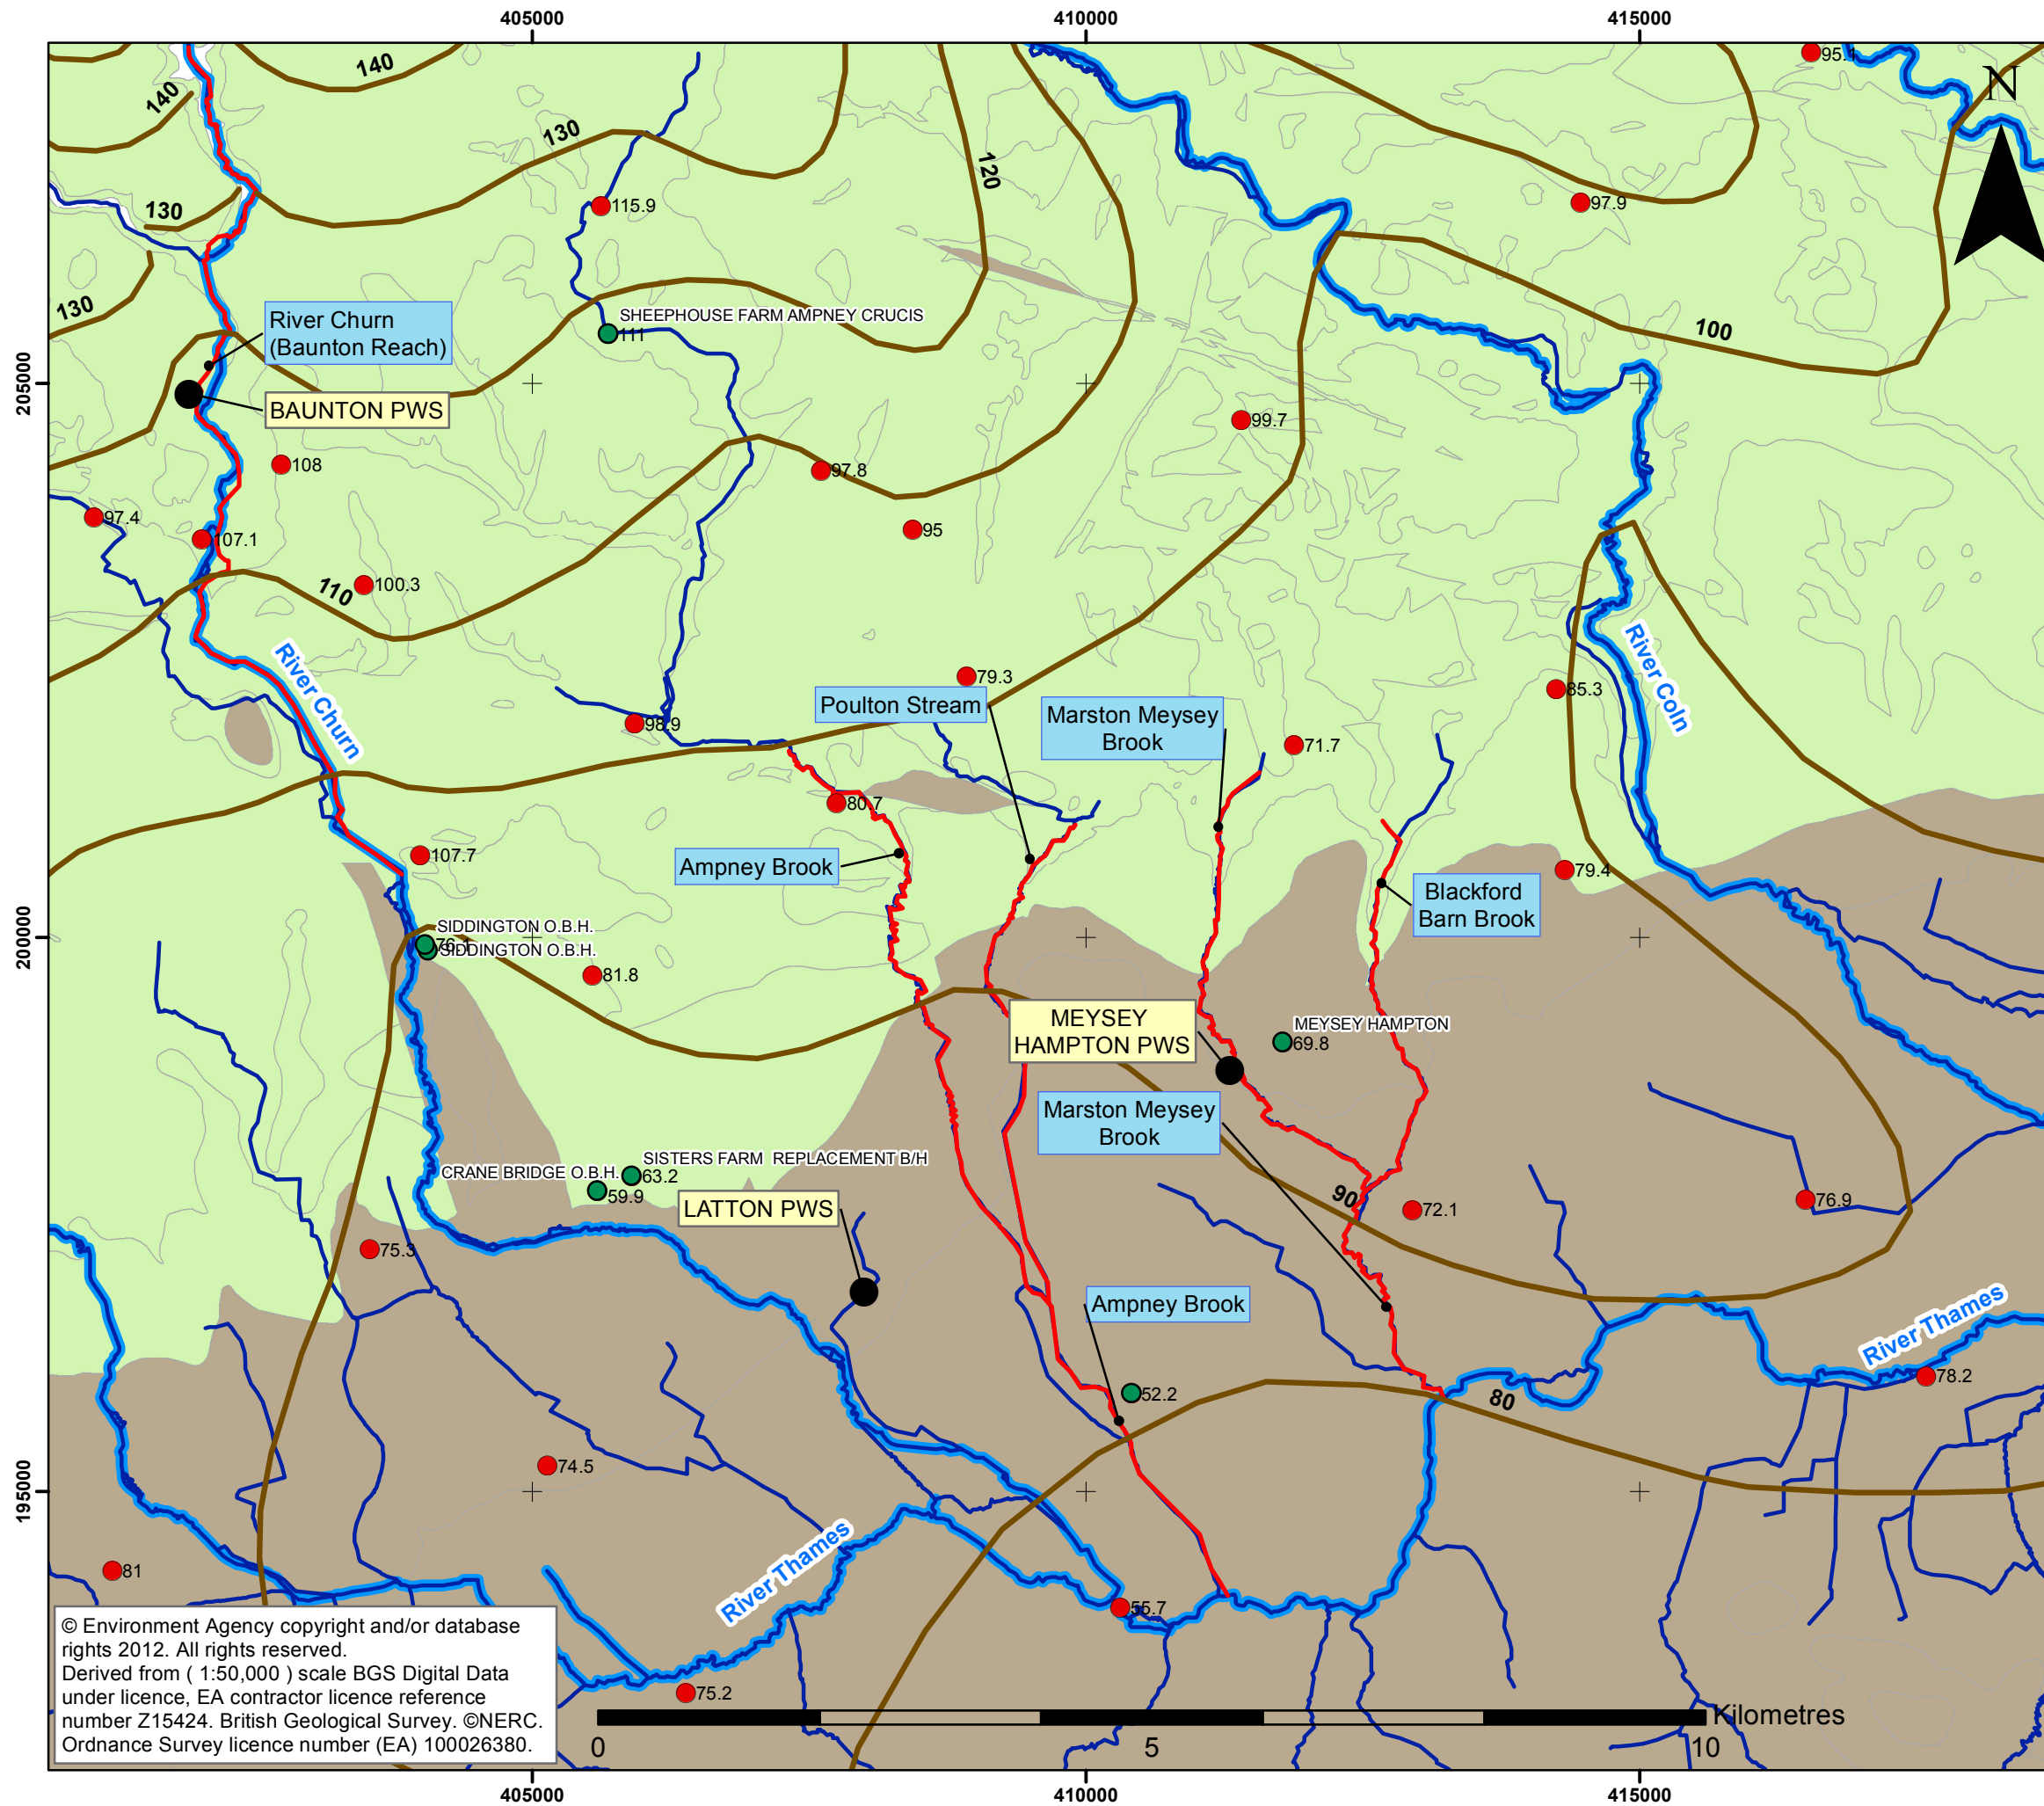 405000
410000
415000
140
95.1
N
140
130
120
115.9
97.9
130
130
SHEEPHOUSE FARM AMPNEY CRUCIS
River Churn
(Baunton Reach)
111
100
205000
BAUNTON PWS
99.7
108
97.8
97.4
95
107.1
100.3
110
River Churn
River Coln
79.3
85.3
Poulton Stream
Marston Meysey
Brook
98.9
71.7
80.7
107.7
Ampney Brook
79.4
Blackford
Barn Brook
200000
SIDDINGTON O.B.H.
76.1
SIDDINGTON O.B.H.
81.8
MEYSEY
HAMPTON PWS
MEYSEY HAMPTON
69.8
Marston Meysey
Brook
SISTERS FARM  REPLACEMENT B/H
CRANE BRIDGE O.B.H.
63.2
59.9
90
76.9
LATTON PWS
72.1
75.3
Ampney Brook
River Thames
52.2
80
78.2
74.5
195000
81
River Thames
55.7
© Environment Agency copyright and/or database
rights 2012. All rights reserved.
Derived from ( 1:50,000 ) scale BGS Digital Data
under licence, EA contractor licence reference
number Z15424. British Geological Survey. ©NERC.
Ordnance Survey licence number (EA) 100026380.
75.2
Kilometres
0
5
10
405000
410000
415000